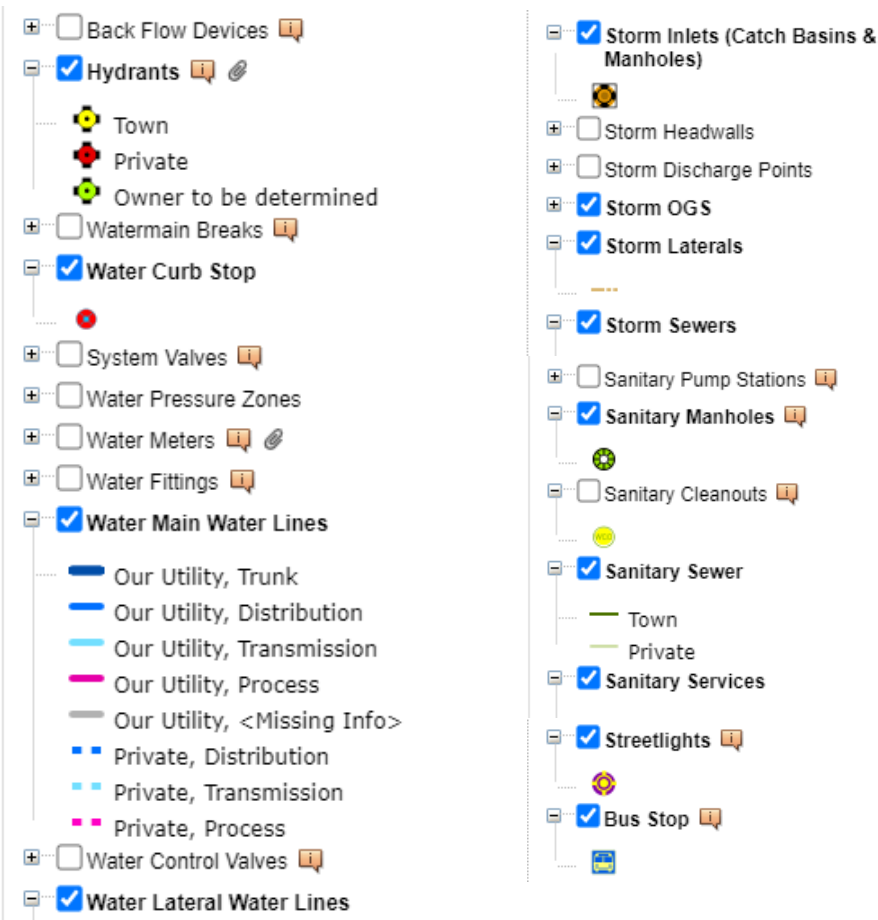 Back Flow Devices
Hydrants
Town
Private
Owner to be determined
Watermain Breaks
Water Curb Stop
System Valves
Water Pressure Zones
Water Meters
Water Fittings
Water Main Water Lines
Our Utility, Trunk
Our Utility, Distribution
Our Utility, Transmission
Our Utility, Process
Our Utility, <Missing Info>
Private, Distribution
Private, Transmission
Private, Process
Water Control Valves
Water Lateral Water Lines
Storm Inlets (Catch Basins &
Manholes)
Storm Headwalls
Storm Discharge Points
Storm OGS
Storm Laterals
Storm Sewers
Sanitary Pump Stations
Sanitary Manholes
Sanitary Cleanouts
WCO
Sanitary Sewer
Town
Private
Sanitary Services
Streetlights
Bus Stop